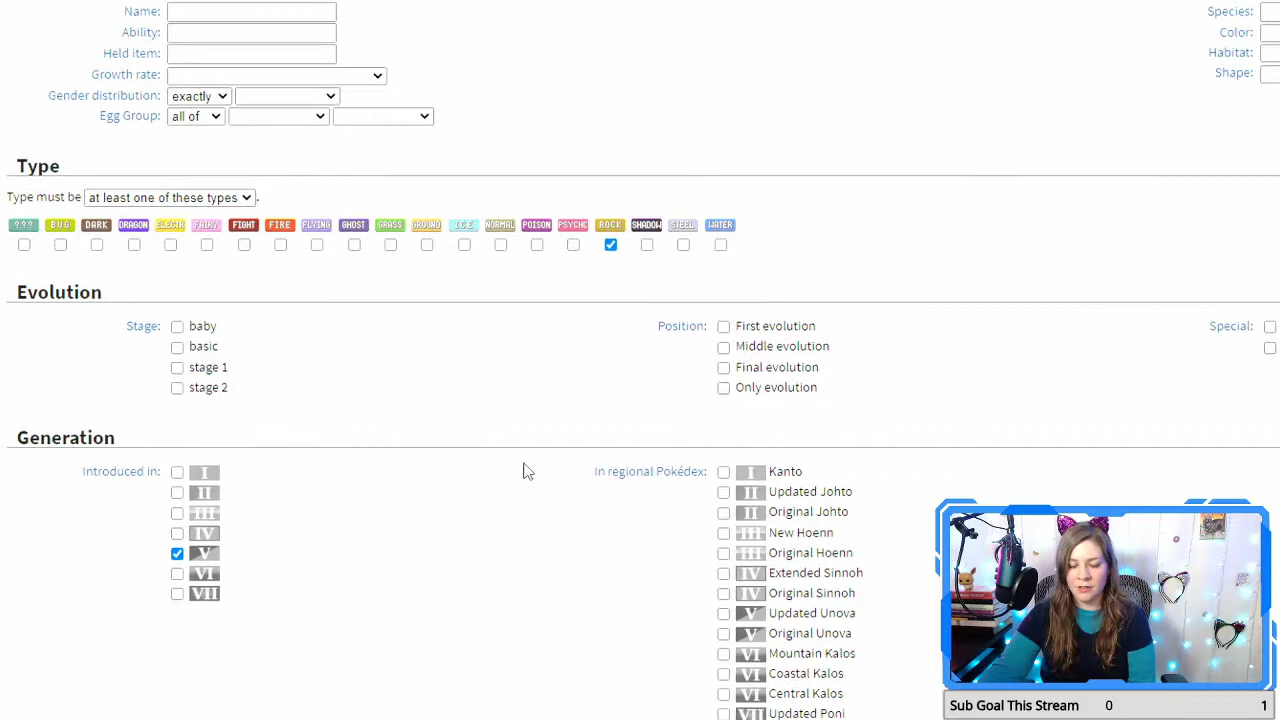 Name:
Species:
Ability:
Color:
Held item:
Habitat:
Growth rate:
Shape:
Gender distribution: exactly
Egg Group: all of
Type
Type must be at least one of these types .
??? BUG DARK DRAGON ELECTR FAIRY FIGHT FIRE FLYING GHOST GRASS GROUND ICE NORMAL POISON PSYCHC ROCK SHADOW STEEL WATER
Evolution
Stage: baby
basic
stage 1
stage 2
Position: First evolution
Middle evolution
Final evolution
Only evolution
Special:
Generation
Introduced in: I
II
III
IV
V
VI
VII
In regional Pokédex: I Kanto
II Updated Johto
II Original Johto
III New Hoenn
III Original Hoenn
IV Extended Sinnoh
IV Original Sinnoh
V Updated Unova
V Original Unova
VI Mountain Kalos
VI Coastal Kalos
VI Central Kalos
VII Updated Poni
Sub Goal This Stream 0 1